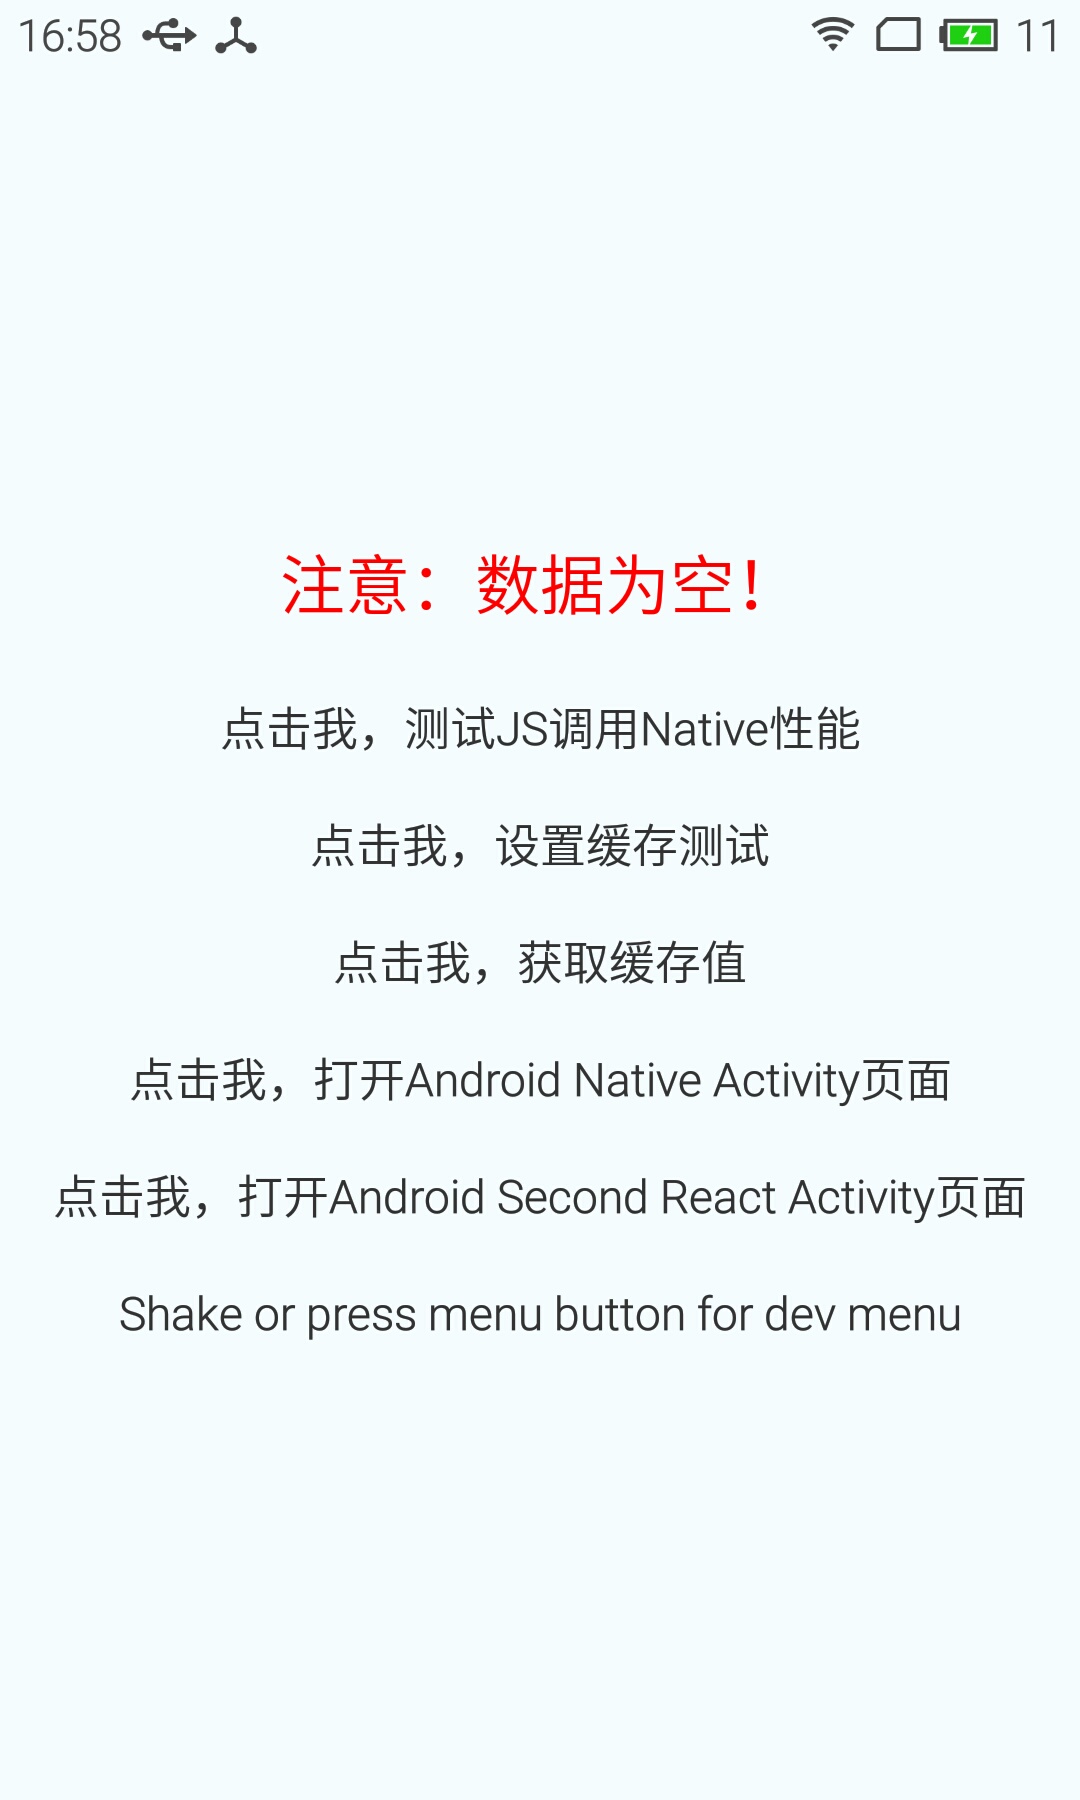 16:58 11
注意：数据为空！
点击我，测试JS调用Native性能
点击我，设置缓存测试
点击我，获取缓存值
点击我，打开Android Native Activity页面
点击我，打开Android Second React Activity页面
Shake or press menu button for dev menu